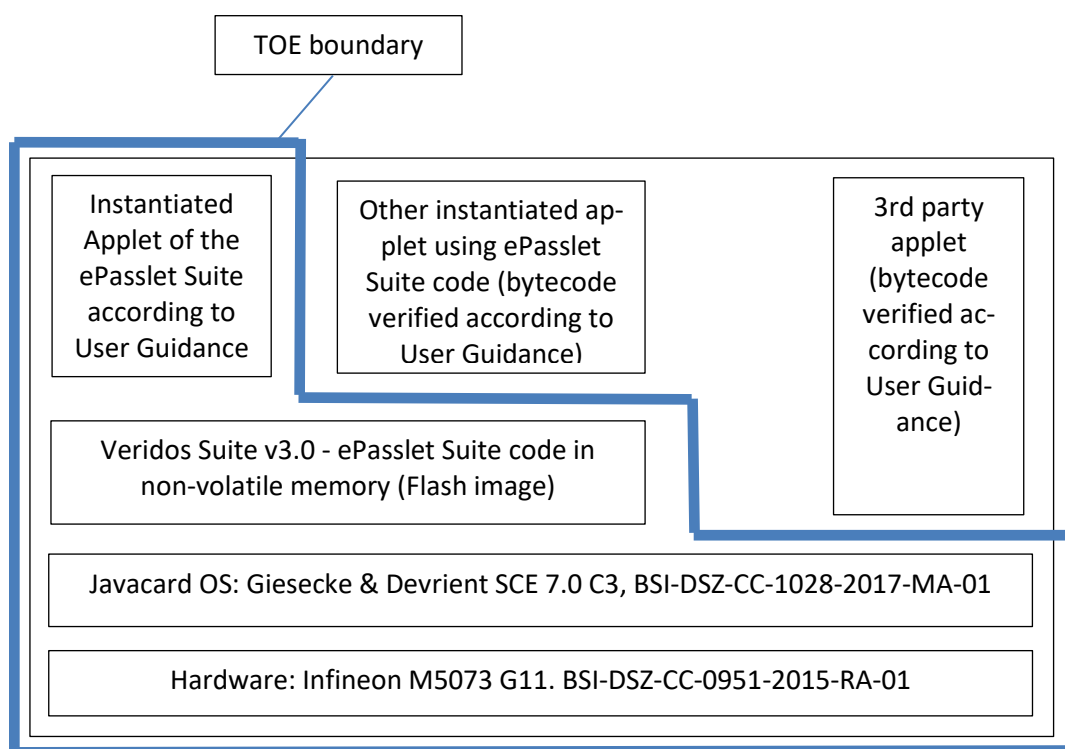 TOE boundary
Instantiated
Applet of the
ePasslet Suite
according to
User Guidance
Other instantiated ap-
plet using ePasslet
Suite code (bytecode
verified according to
User Guidance)
3rd party
applet
(bytecode
verified ac-
cording to
User Guid-
ance)
Veridos Suite v3.0 - ePasslet Suite code in
non-volatile memory (Flash image)
Javacard OS: Giesecke & Devrient SCE 7.0 C3, BSI-DSZ-CC-1028-2017-MA-01
Hardware: Infineon M5073 G11. BSI-DSZ-CC-0951-2015-RA-01